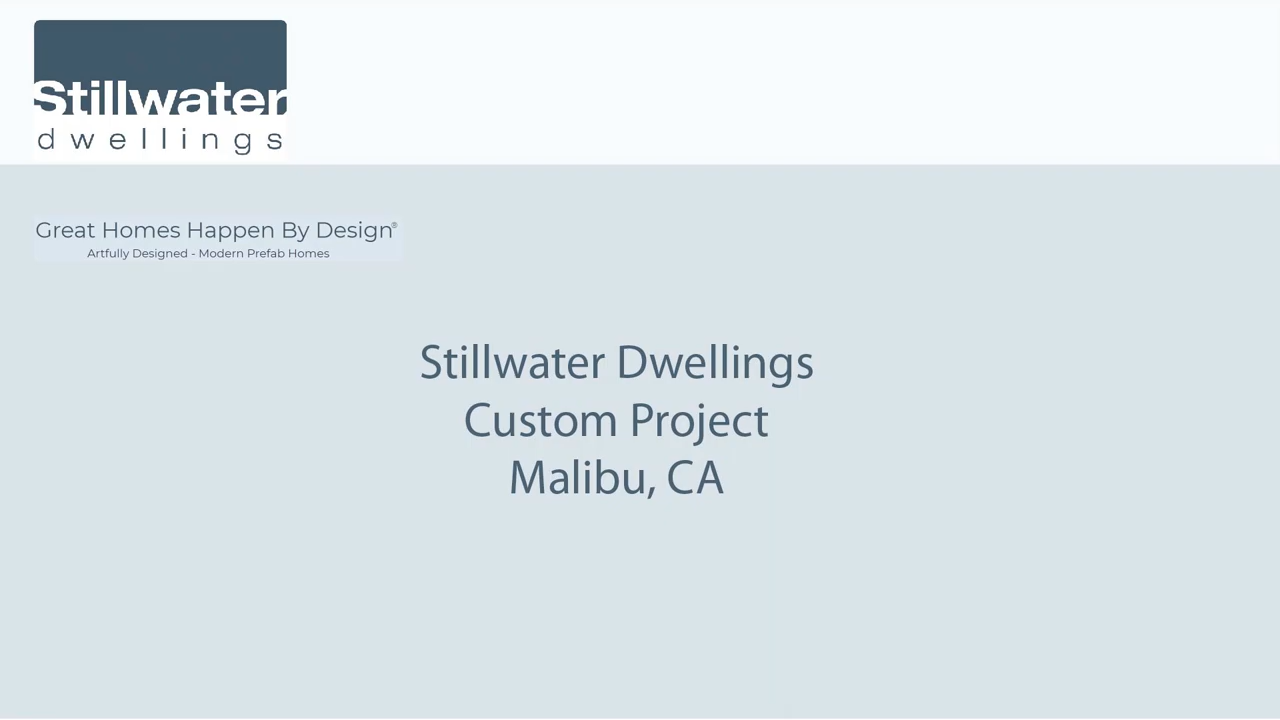 Stillwater
dwellings
Great Homes Happen By Design®
Artfully Designed - Modern Prefab Homes
Stillwater Dwellings
Custom Project
Malibu, CA